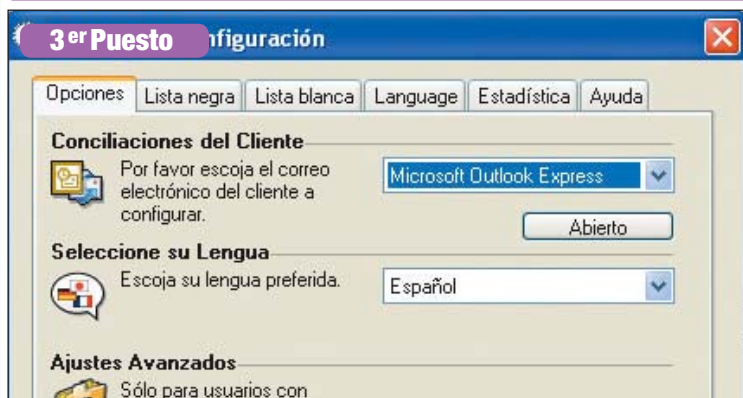 3er Puesto nfiguración
Opciones Lista negra Lista blanca Language Estadística Ayuda
Conciliaciones del Cliente
Por favor escoja el correo
electrónico del cliente a
configurar.
Microsoft Outlook Express
Abierto
Seleccione su Lengua
Escoja su lengua preferida.
Español
Ajustes Avanzados
Sólo para usuarios con